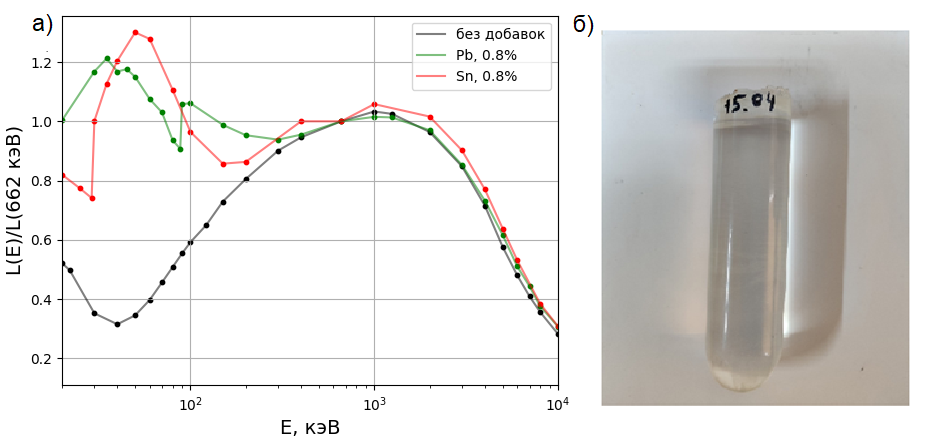 а)
б)
без добавок
Pb, 0.8%
Sn, 0.8%
1.2
1.0
0.8
0.6
0.4
0.2
L(E)/L(662 кэВ)
10²
10³
10⁴
E, кэВ
15.04